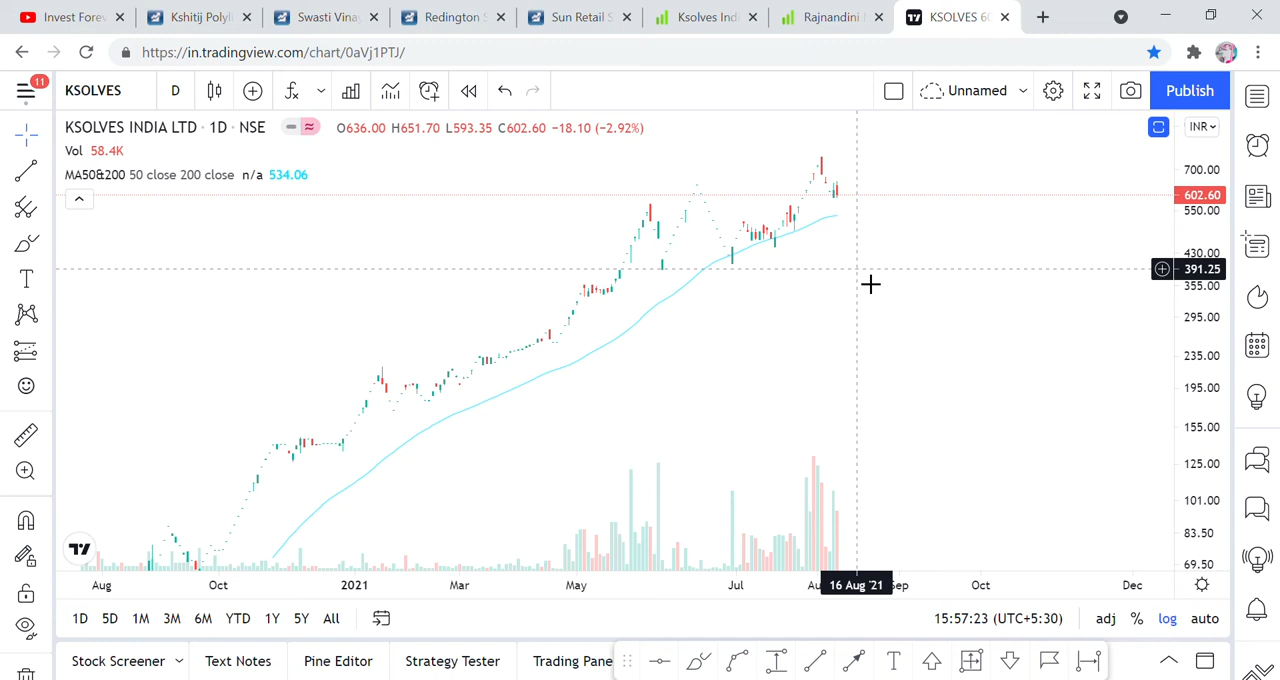 Invest Forev
Kshitij Polyli
Swasti Vinay
Redington
Sun Retail S
Ksolves Indi
Rajnandini
KSOLVES 60
https://in.tradingview.com/chart/0aVj1PTJ/
11
KSOLVES
D
Unnamed
Publish
KSOLVES INDIA LTD · 1D · NSE
O636.00 H651.70 L593.35 C602.60 −18.10 (−2.92%)
INR
Vol 58.4K
MA50&200 50 close 200 close n/a 534.06
700.00
602.60
550.00
430.00
391.25
355.00
295.00
235.00
195.00
155.00
125.00
101.00
83.50
69.50
Aug
Oct
2021
Mar
May
Jul
Au
16 Aug '21
Sep
Oct
Dec
1D 5D 1M 3M 6M YTD 1Y 5Y All
15:57:23 (UTC+5:30)
adj % log auto
Stock Screener
Text Notes
Pine Editor
Strategy Tester
Trading Pane
T